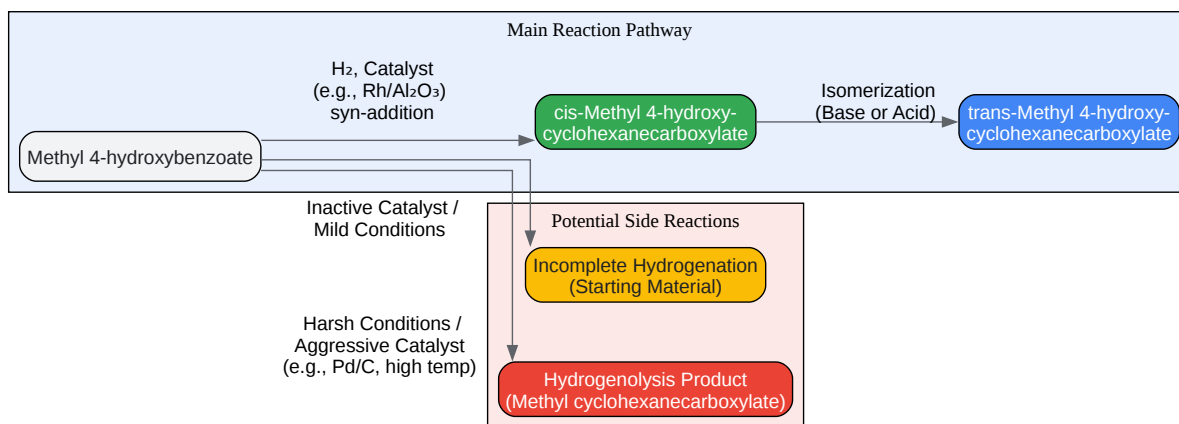 Main Reaction Pathway
H₂, Catalyst
(e.g., Rh/Al₂O₃)
syn-addition
Isomerization
(Base or Acid)
Methyl 4-hydroxybenzoate
cis-Methyl 4-hydroxy-
cyclohexanecarboxylate
trans-Methyl 4-hydroxy-
cyclohexanecarboxylate
Inactive Catalyst /
Mild Conditions
Potential Side Reactions
Incomplete Hydrogenation
(Starting Material)
Harsh Conditions /
Aggressive Catalyst
(e.g., Pd/C, high temp)
Hydrogenolysis Product
(Methyl cyclohexanecarboxylate)